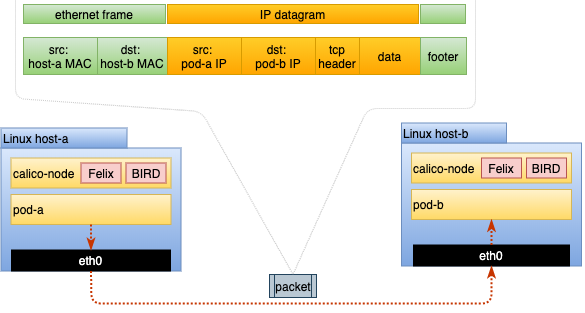 ethernet frame
IP datagram
src:
host-a MAC
dst:
host-b MAC
src:
pod-a IP
dst:
pod-b IP
tcp
header
data
footer
Linux host-a
calico-node
Felix
BIRD
pod-a
eth0
Linux host-b
calico-node
Felix
BIRD
pod-b
eth0
packet